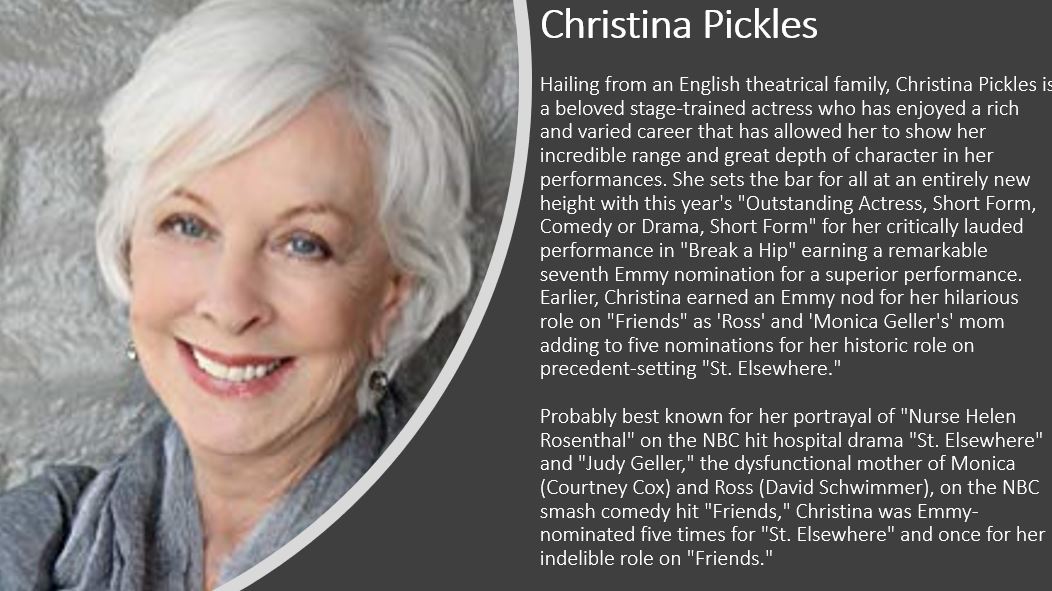 Christina Pickles
Hailing from an English theatrical family, Christina Pickles is
a beloved stage-trained actress who has enjoyed a rich
and varied career that has allowed her to show her
incredible range and great depth of character in her
performances. She sets the bar for all at an entirely new
height with this year's "Outstanding Actress, Short Form,
Comedy or Drama, Short Form" for her critically lauded
performance in "Break a Hip" earning a remarkable
seventh Emmy nomination for a superior performance.
Earlier, Christina earned an Emmy nod for her hilarious
role on "Friends" as 'Ross' and 'Monica Geller's' mom
adding to five nominations for her historic role on
precedent-setting "St. Elsewhere."
Probably best known for her portrayal of "Nurse Helen
Rosenthal" on the NBC hit hospital drama "St. Elsewhere"
and "Judy Geller," the dysfunctional mother of Monica
(Courtney Cox) and Ross (David Schwimmer), on the NBC
smash comedy hit "Friends," Christina was Emmy-
nominated five times for "St. Elsewhere" and once for her
indelible role on "Friends."